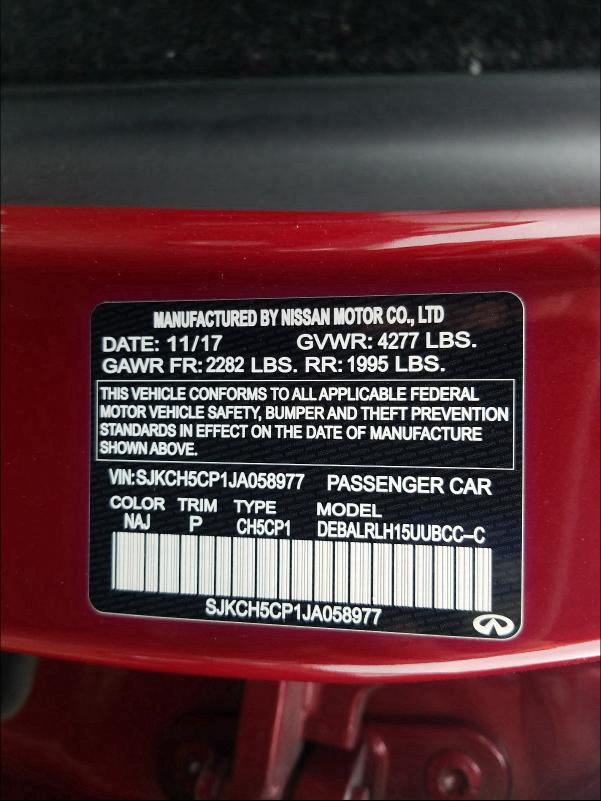 MANUFACTURED BY NISSAN MOTOR CO., LTD
DATE: 11/17 GVWR: 4277 LBS.
GAWR FR: 2282 LBS. RR: 1995 LBS.
THIS VEHICLE CONFORMS TO ALL APPLICABLE FEDERAL
MOTOR VEHICLE SAFETY, BUMPER AND THEFT PREVENTION
STANDARDS IN EFFECT ON THE DATE OF MANUFACTURE
SHOWN ABOVE.
VIN:SJKCH5CP1JA058977 PASSENGER CAR
COLOR TRIM TYPE MODEL
NAJ P CH5CP1 DEBALRLH15UUBCC-C
SJKCH5CP1JA058977